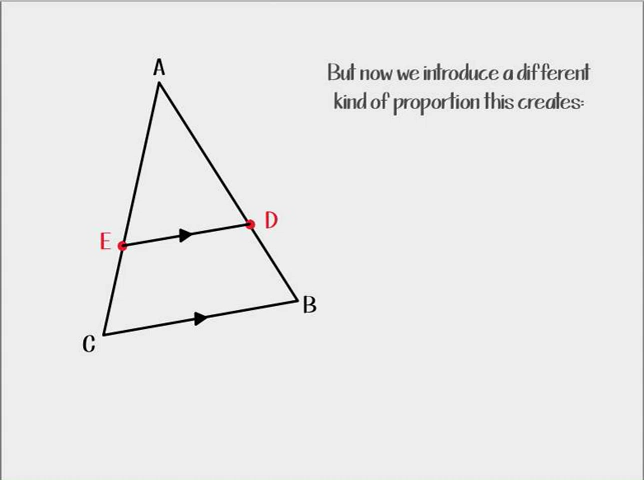 A
But now we introduce a different
kind of proportion this creates:
E
D
B
C